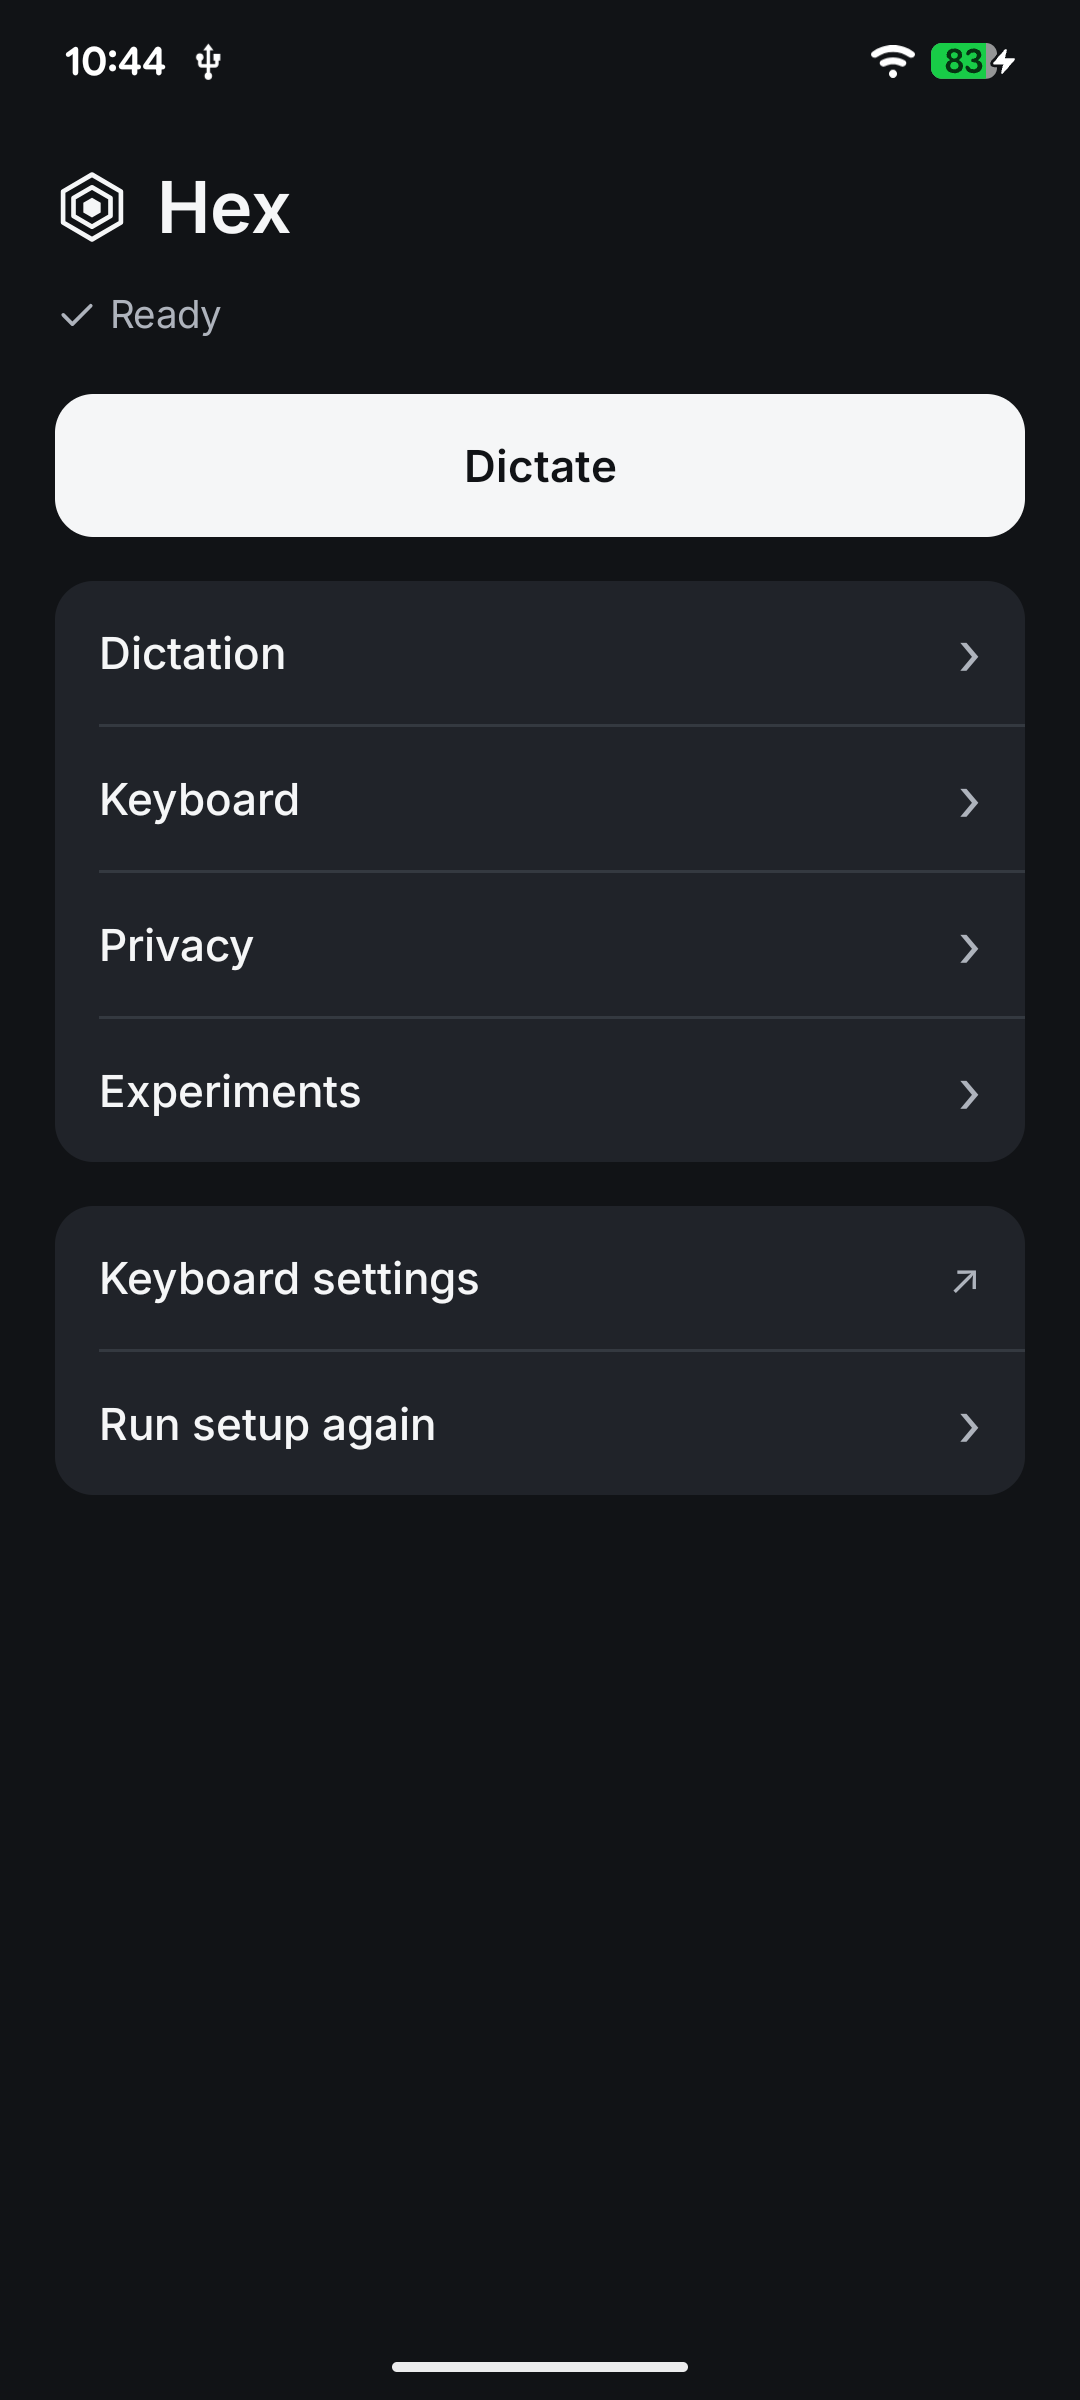 10:44
83
Hex
Ready
Dictate
Dictation
Keyboard
Privacy
Experiments
Keyboard settings
Run setup again